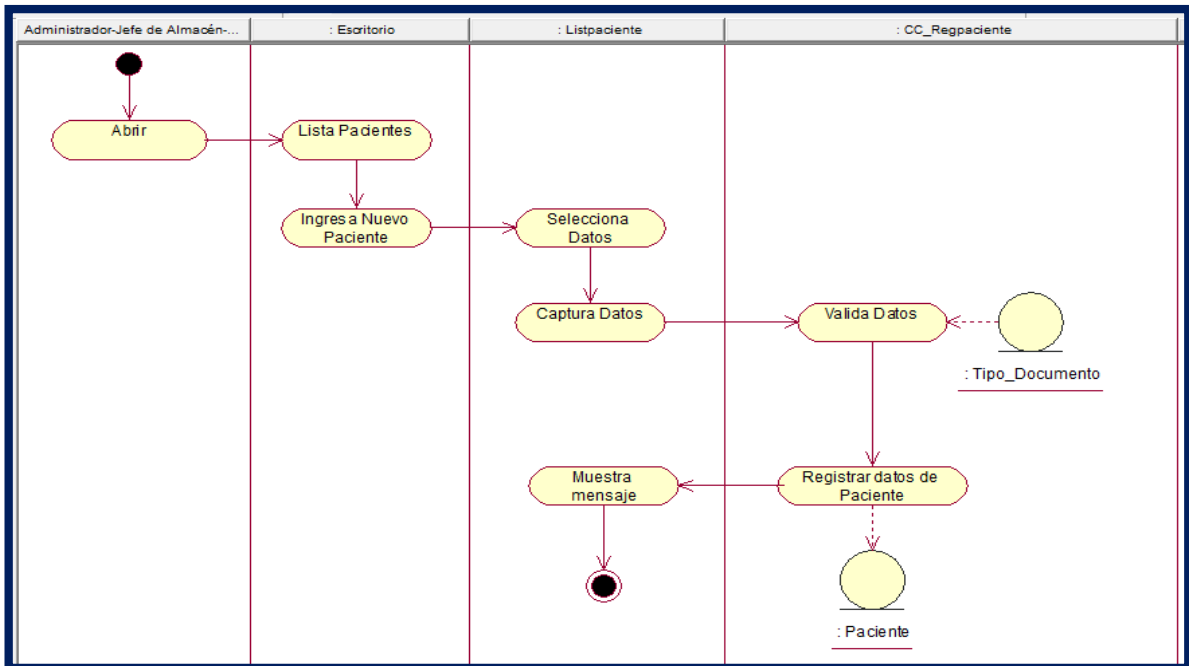 Administrador-Jefe de Almacén-...
: Escritorio
: Listpaciente
: CC_Regpaciente
Abrir
Lista Pacientes
Ingresa Nuevo
Paciente
Selecciona
Datos
Captura Datos
Valida Datos
: Tipo_Documento
Muestra
mensaje
Registrar datos de
Paciente
: Paciente